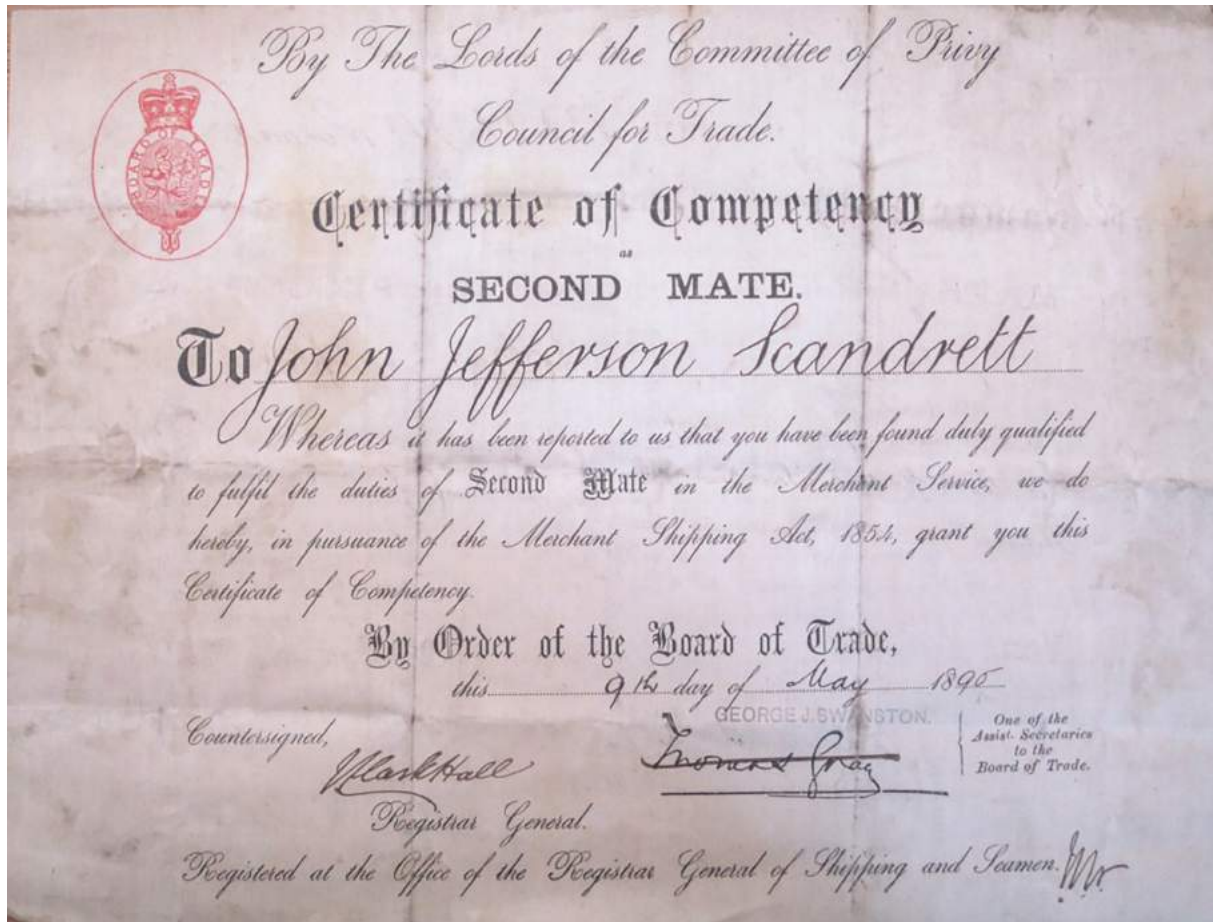 By The Lords of the Committee of Privy
Council for Trade.
BOARD OF TRADE
Certificate of Competency
as
SECOND MATE.
To John Jefferson Scandrett
Whereas it has been reported to us that you have been found duly qualified
to fulfil the duties of Second Mate in the Merchant Service, we do
hereby, in pursuance of the Merchant Shipping Act, 1854, grant you this
Certificate of Competency.
By Order of the Board of Trade,
this 9th day of May 1890
GEORGE J. SWANSTON.
Countersigned,
Thomas Gray
One of the
Assist. Secretaries
to the
Board of Trade.
J Clark Hall
Registrar General.
Registered at the Office of the Registrar General of Shipping and Seamen.